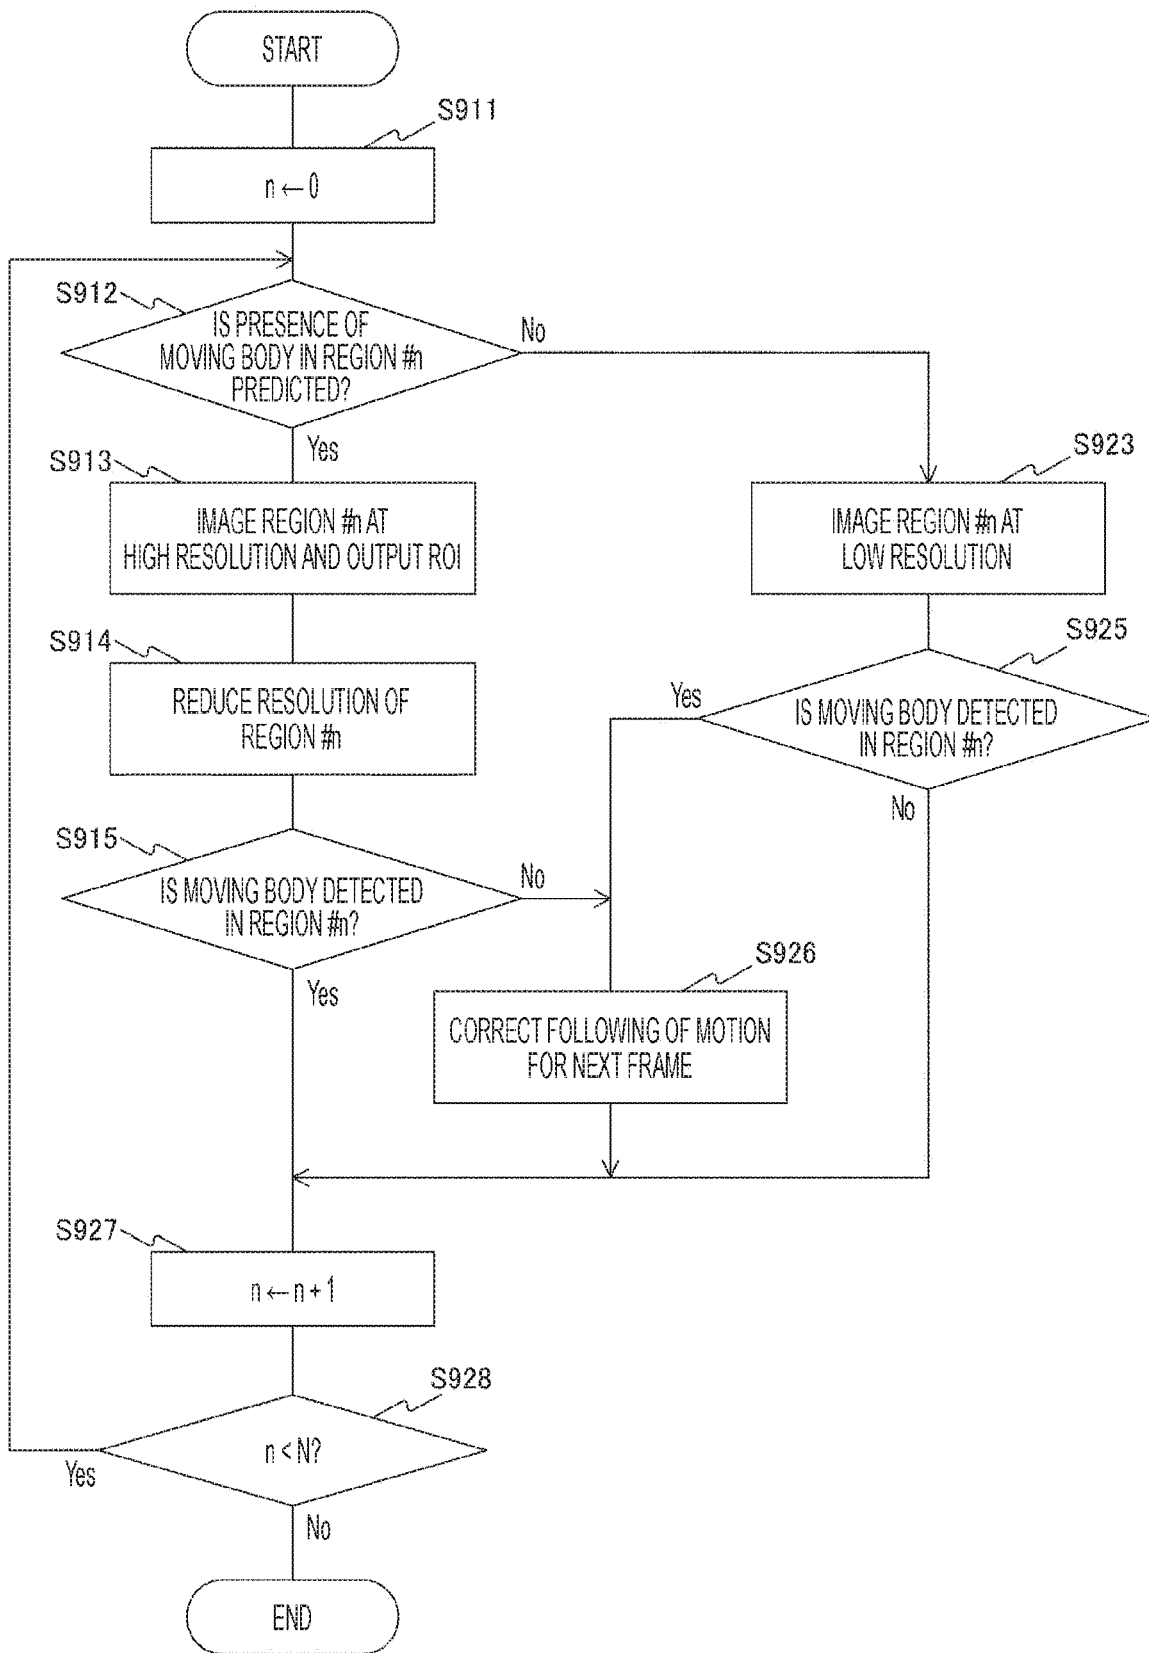 START
S911
n ← 0
S912
IS PRESENCE OF
MOVING BODY IN REGION #n
PREDICTED?
No
Yes
S913
IMAGE REGION #n AT
HIGH RESOLUTION AND OUTPUT ROI
S923
IMAGE REGION #n AT
LOW RESOLUTION
S914
REDUCE RESOLUTION OF
REGION #n
S925
Yes
IS MOVING BODY DETECTED
IN REGION #n?
No
S915
IS MOVING BODY DETECTED
IN REGION #n?
No
Yes
S926
CORRECT FOLLOWING OF MOTION
FOR NEXT FRAME
S927
n ← n + 1
S928
n < N?
Yes
No
END